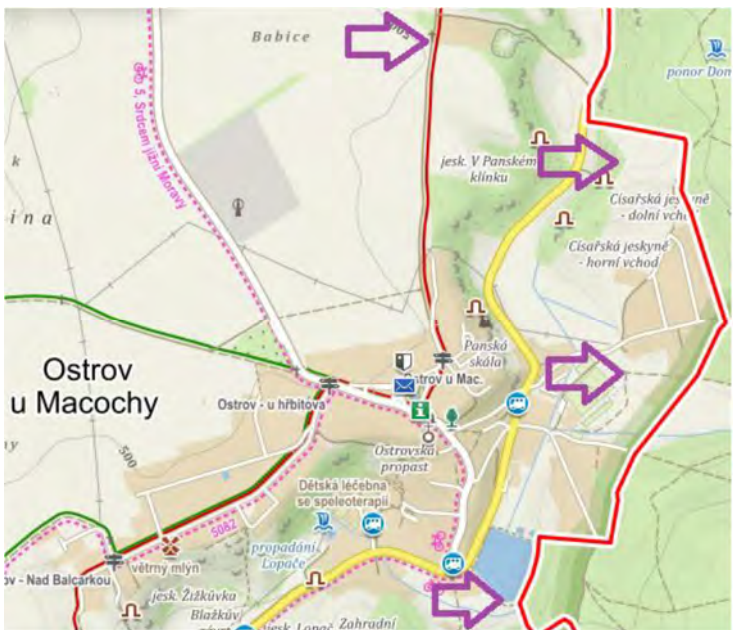 Babice
ponor Dom
5. Srdcem jižní Moravy
jesk. V Panském
klínku
k
ina
Císařská jeskyně
- dolní vchod
Císařská jeskyně
- horní vchod
Panská
skála
Ostrov
u Macochy
Ostrov u Mac.
Ostrov - u hřbitova
500
Ostrovská
propast
Dětská léčebna
se speleoterapií
5082
propadání
Lopače
ov - Nad Balcarkou
větrný mlýn
jesk. Žižkůvka
Blažkův
jesk. Lopač
Zahradní